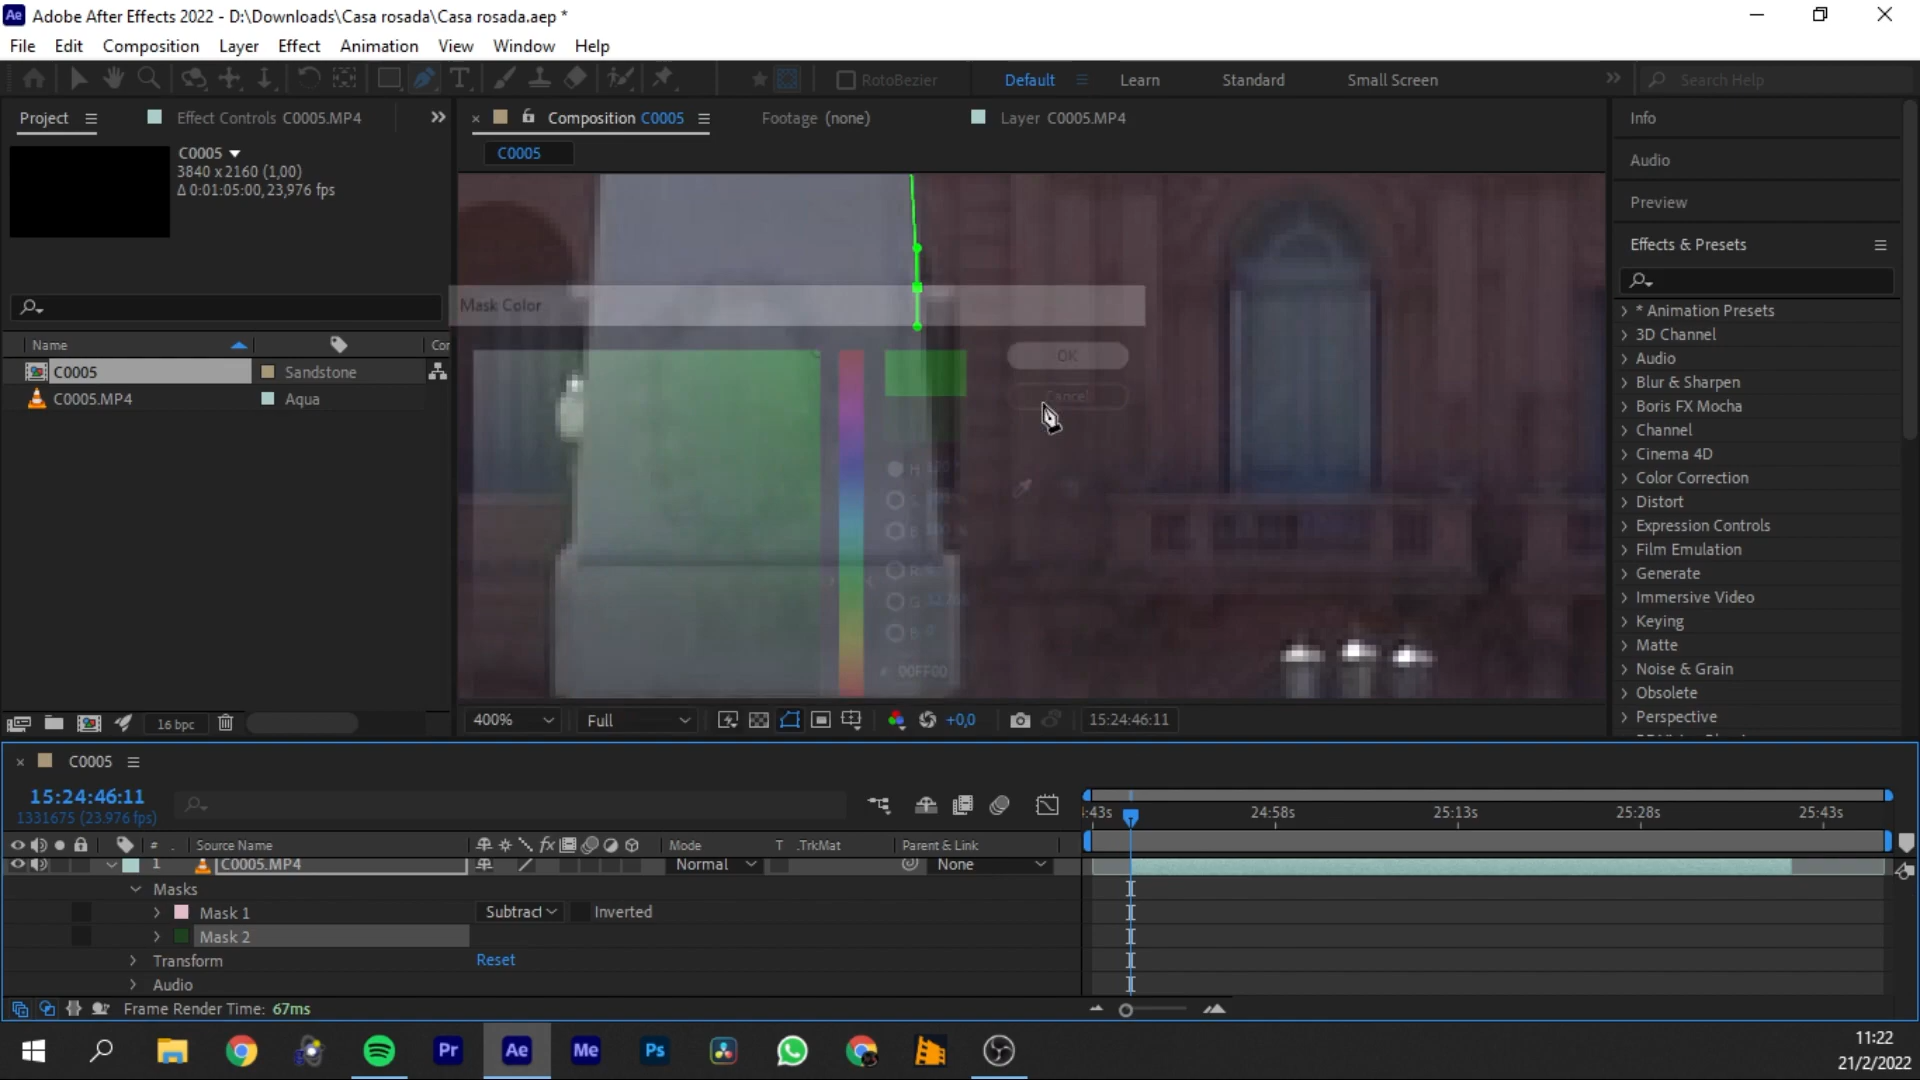 Adobe After Effects 2022 - D:\Downloads\Casa rosada\Casa rosada.aep *
File Edit Composition Layer Effect Animation View Window Help
RotoBezier Default Learn Standard Small Screen Search Help
Project Effect Controls C0005.MP4
Composition C0005 Footage (none) Layer C0005.MP4
C0005
C0005
3840 x 2160 (1,00)
Δ 0:01:05:00, 23,976 fps
Name
C0005 Sandstone
C0005.MP4 Aqua
16 bpc
Mask Color
OK
Cancel
H
R
G
B 0
# 00FF00
400% Full +0,0 15:24:46:11
Info
Audio
Preview
Effects & Presets
* Animation Presets
3D Channel
Audio
Blur & Sharpen
Boris FX Mocha
Channel
Cinema 4D
Color Correction
Distort
Expression Controls
Film Emulation
Generate
Immersive Video
Keying
Matte
Noise & Grain
Obsolete
Perspective
C0005
15:24:46:11
1331675 (23.976 fps)
:43s 24:58s 25:13s 25:28s 25:43s
# . Source Name Mode T .TrkMat Parent & Link
1 C0005.MP4 Normal None
Masks
Mask 1 Subtract Inverted
Mask 2
Transform Reset
Audio
Frame Render Time: 67ms
Pr Ae Me Ps
11:22
21/2/2022